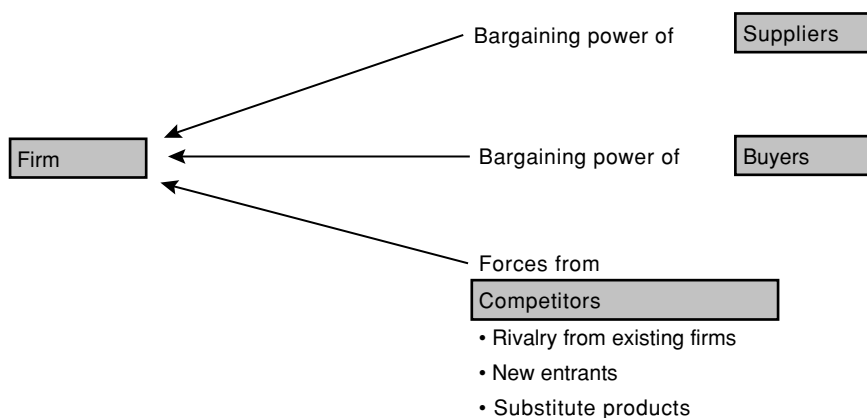 Bargaining power of Suppliers
Firm
Bargaining power of Buyers
Forces from
Competitors
• Rivalry from existing firms
• New entrants
• Substitute products